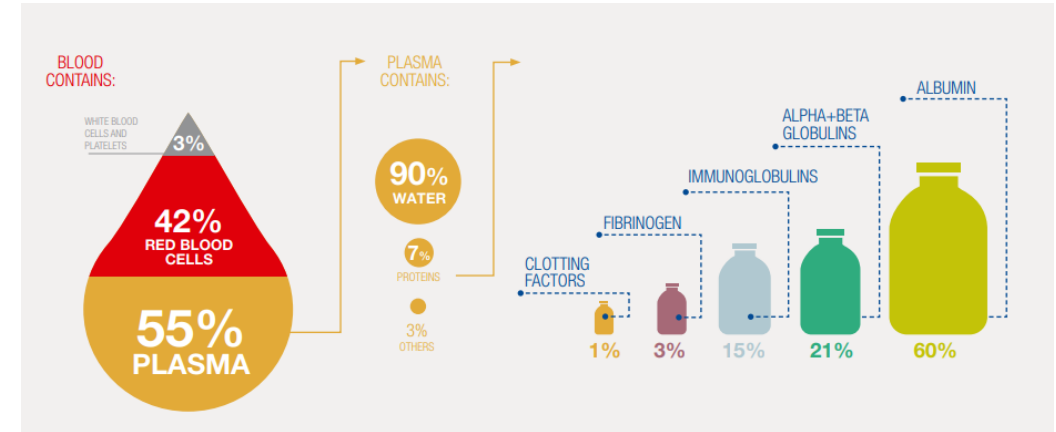 BLOOD
CONTAINS:
WHITE BLOOD
CELLS AND
PLATELETS
3%
42%
RED BLOOD
CELLS
55%
PLASMA
PLASMA
CONTAINS:
90%
WATER
7%
PROTEINS
3%
OTHERS
CLOTTING
FACTORS
1%
FIBRINOGEN
3%
IMMUNOGLOBULINS
15%
ALPHA+BETA
GLOBULINS
21%
ALBUMIN
60%